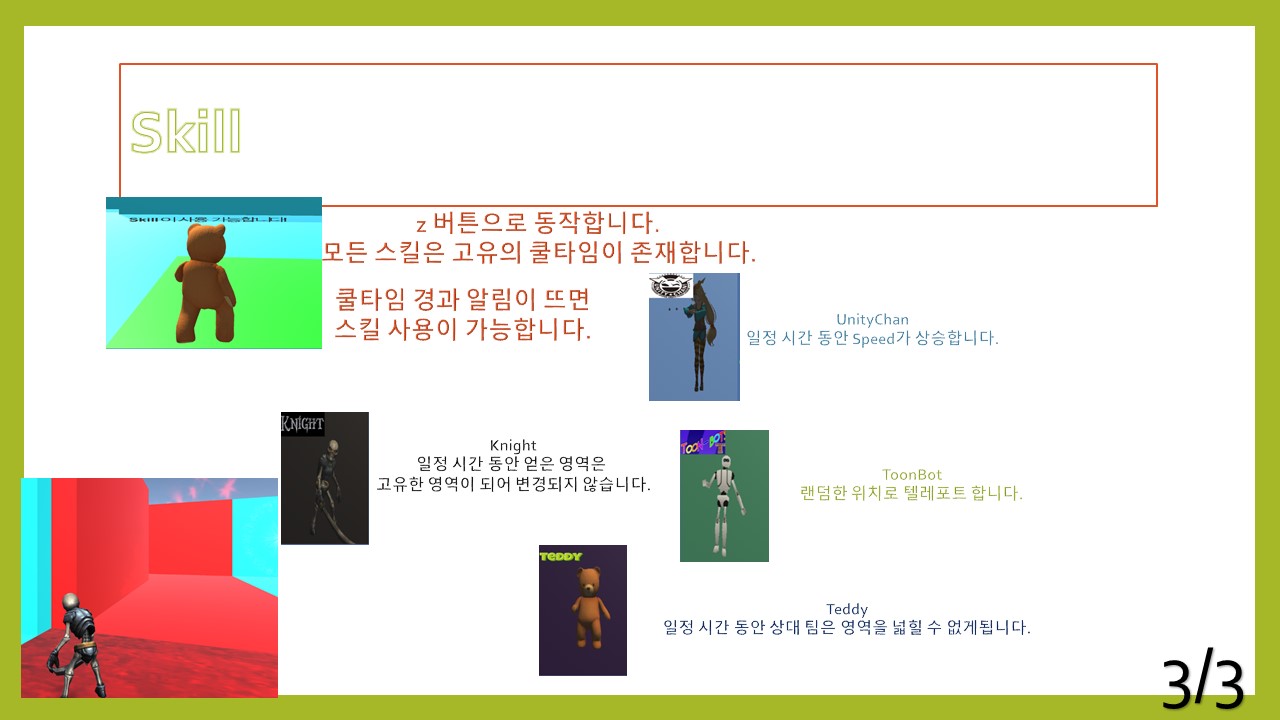 Skill
Skill이 사용 가능합니다!
z 버튼으로 동작합니다.
모든 스킬은 고유의 쿨타임이 존재합니다.
쿨타임 경과 알림이 뜨면
스킬 사용이 가능합니다.
UnityChan
일정 시간 동안 Speed가 상승합니다.
KNIGHT
Knight
일정 시간 동안 얻은 영역은
고유한 영역이 되어 변경되지 않습니다.
TOON BOT
ToonBot
랜덤한 위치로 텔레포트 합니다.
TEDDY
Teddy
일정 시간 동안 상대 팀은 영역을 넓힐 수 없게됩니다.
3/3